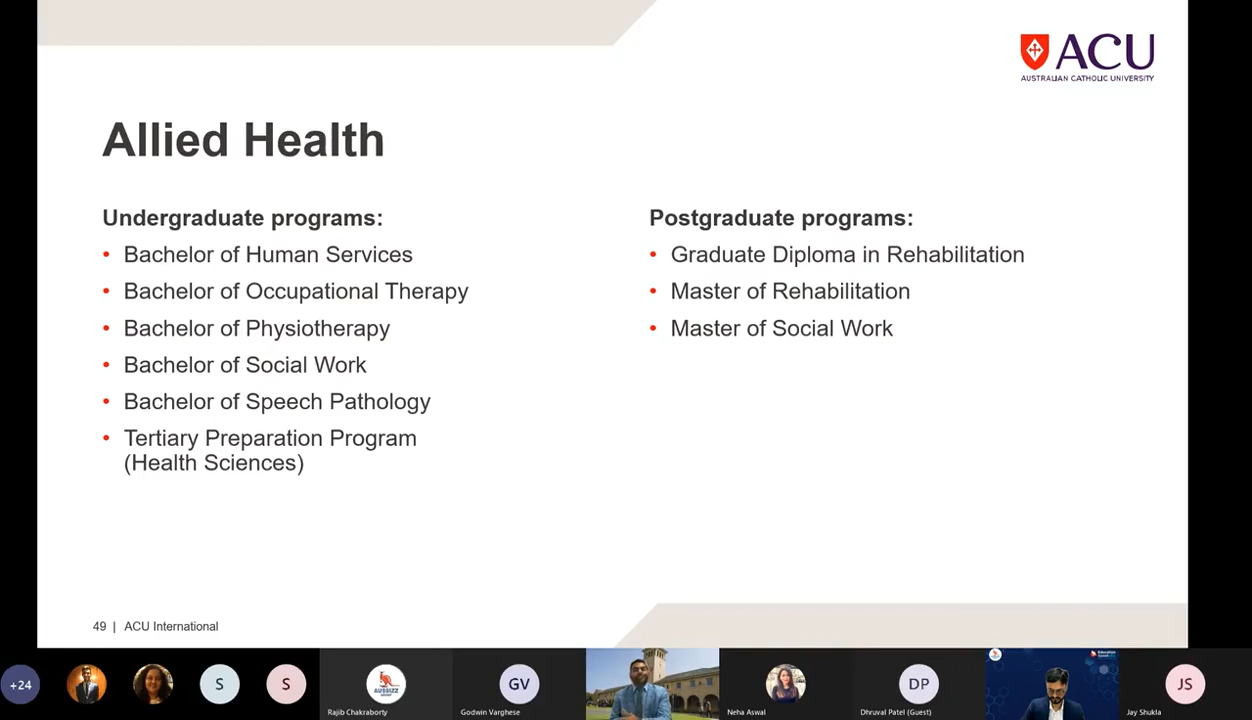 ACU
AUSTRALIAN CATHOLIC UNIVERSITY
Allied Health
Undergraduate programs:
• Bachelor of Human Services
• Bachelor of Occupational Therapy
• Bachelor of Physiotherapy
• Bachelor of Social Work
• Bachelor of Speech Pathology
• Tertiary Preparation Program
(Health Sciences)
Postgraduate programs:
• Graduate Diploma in Rehabilitation
• Master of Rehabilitation
• Master of Social Work
49 | ACU International
+24
S
S
AUSBIZZ
Rajib Chakraborty
GV
Godwin Varghese
Neha Aswal
DP
Dhruval Patel (Guest)
JS
Jay Shukla